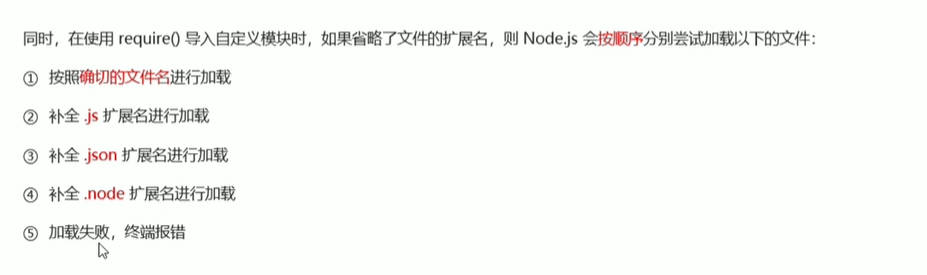 同时，在使用 require() 导入自定义模块时，如果省略了文件的扩展名，则 Node.js 会按顺序分别尝试加载以下的文件：
① 按照确切的文件名进行加载
② 补全 .js 扩展名进行加载
③ 补全 .json 扩展名进行加载
④ 补全 .node 扩展名进行加载
⑤ 加载失败，终端报错